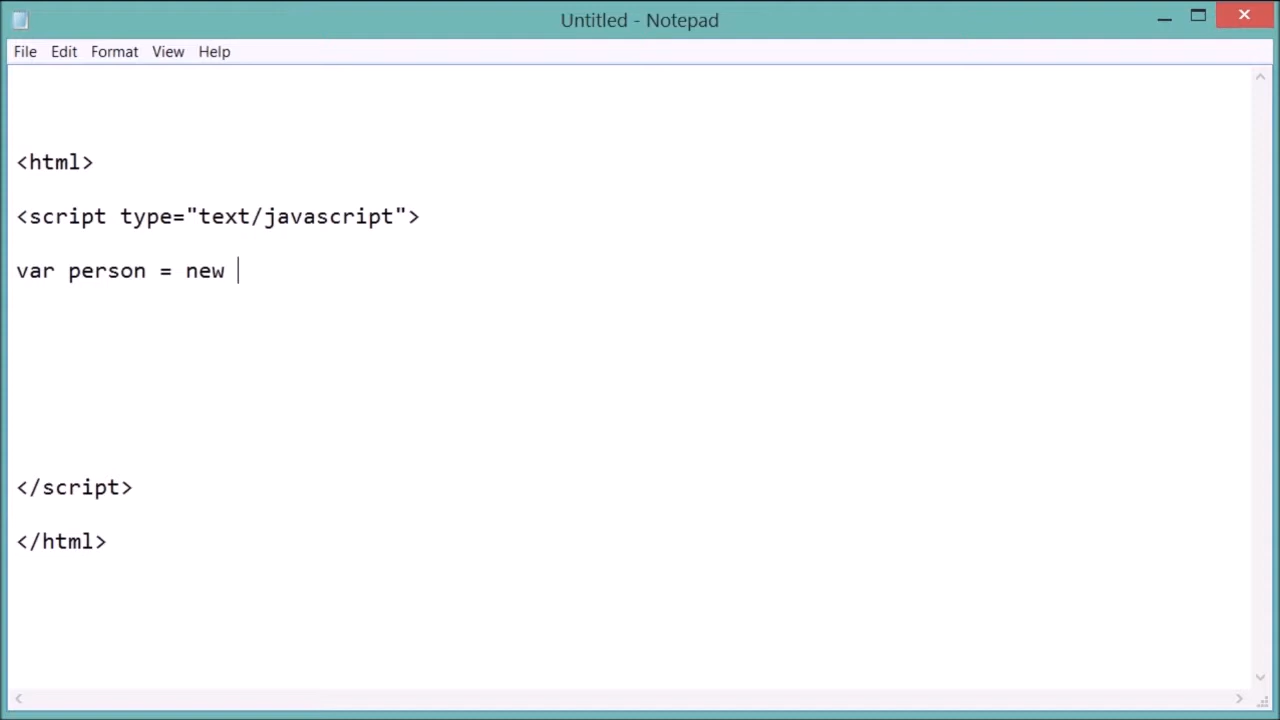 Untitled - Notepad
File Edit Format View Help
<html>
<script type="text/javascript">
var person = new
</script>
</html>